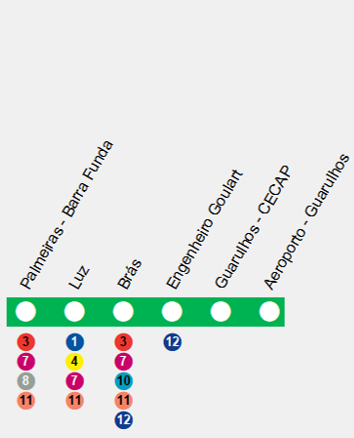 Palmeiras - Barra Funda
Luz
Brás
Engenheiro Goulart
Guarulhos - CECAP
Aeroporto - Guarulhos
3 1 3 12
7 4 7
8 7 10
11 11 11
12